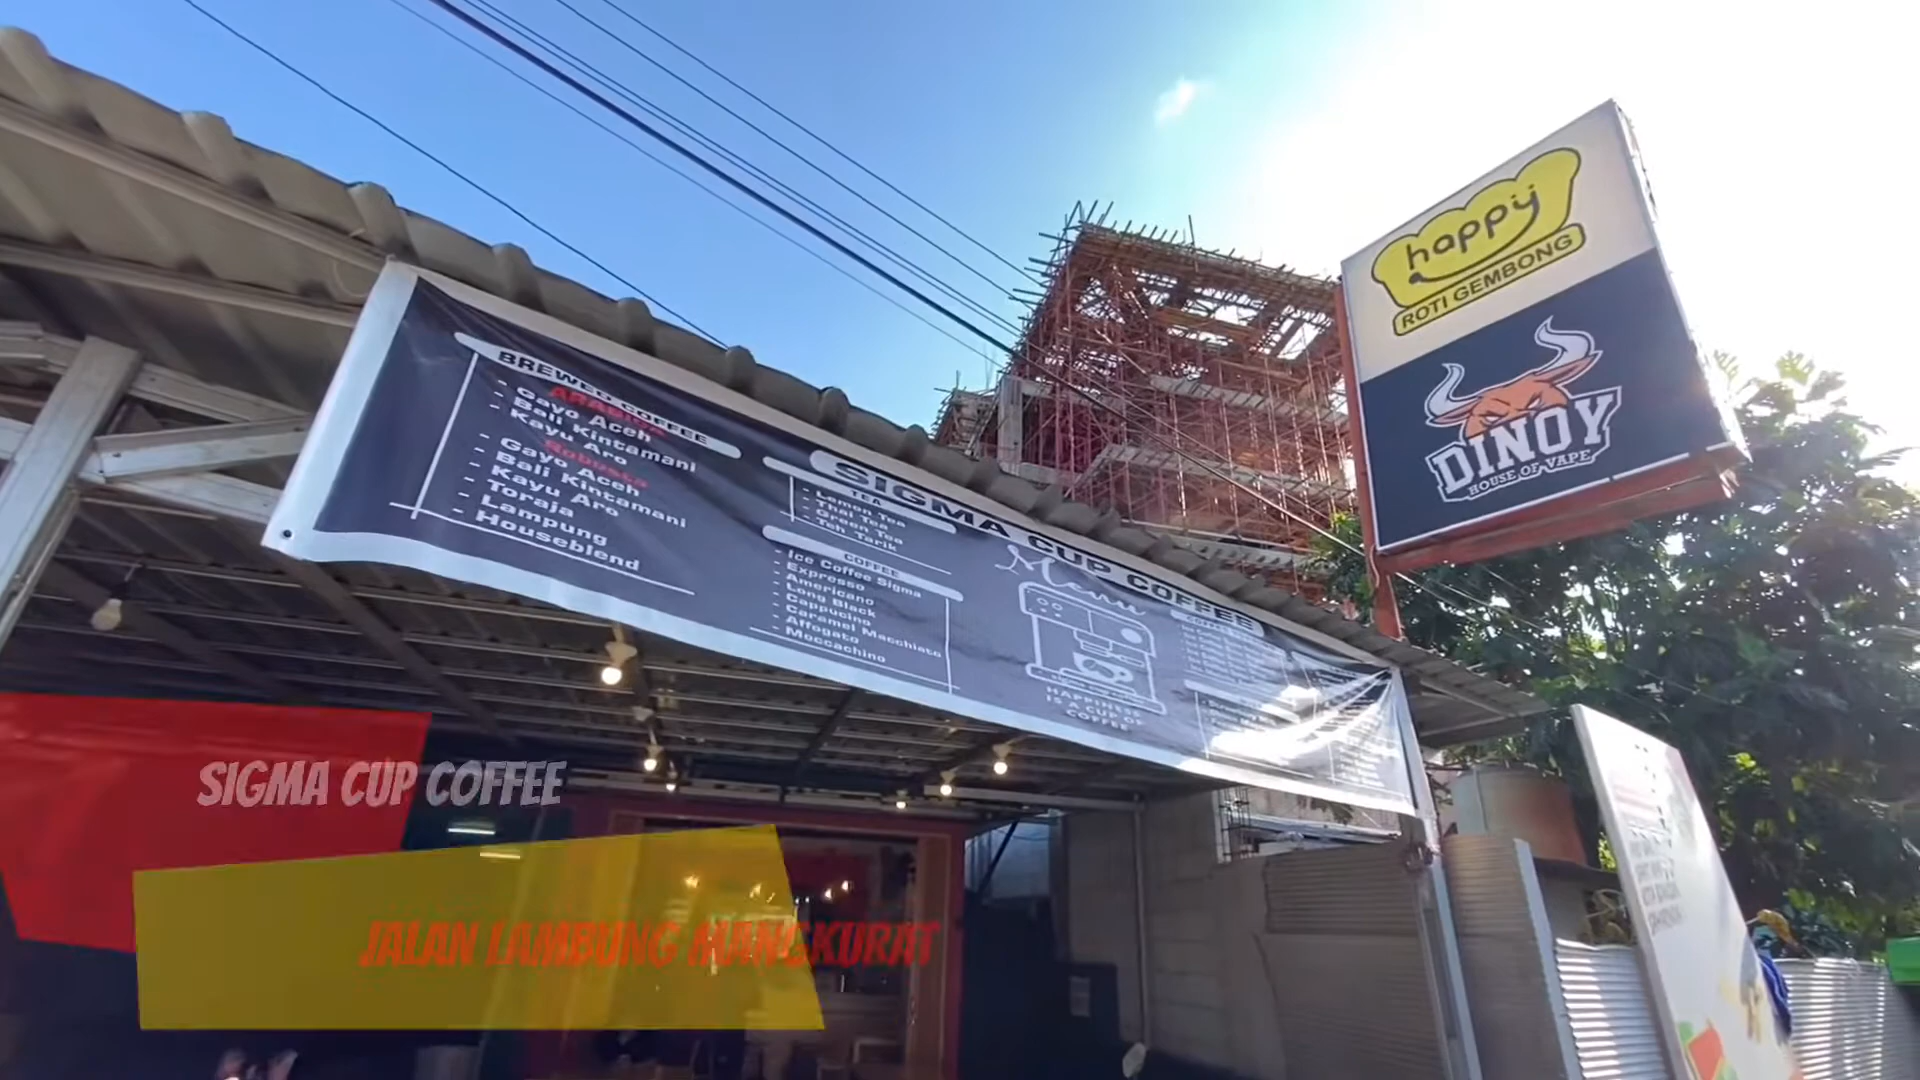 BREWED COFFEE
ARABICA
- Gayo Aceh
- Bali Kintamani
- Kayu Aro
Robusta
- Gayo Aceh
- Bali Kintamani
- Kayu Aro
- Toraja
- Lampung
- Houseblend
SIGMA CUP COFFEE
TEA
- Lemon Tea
- Thai Tea
- Green Tea
- Teh Tarik
COFFEE
- Ice Coffee Sigma
- Expresso
- Americano
- Long Black
- Cappucino
- Carramel Macchiato
- Affogato
- Moccachino
Menu
HAPPINESS
IS A CUP OF
COFFEE
happy
ROTI GEMBONG
DINOY
HOUSE OF VAPE
SIGMA CUP COFFEE
JALAN LAMBUNG MANGKURAT